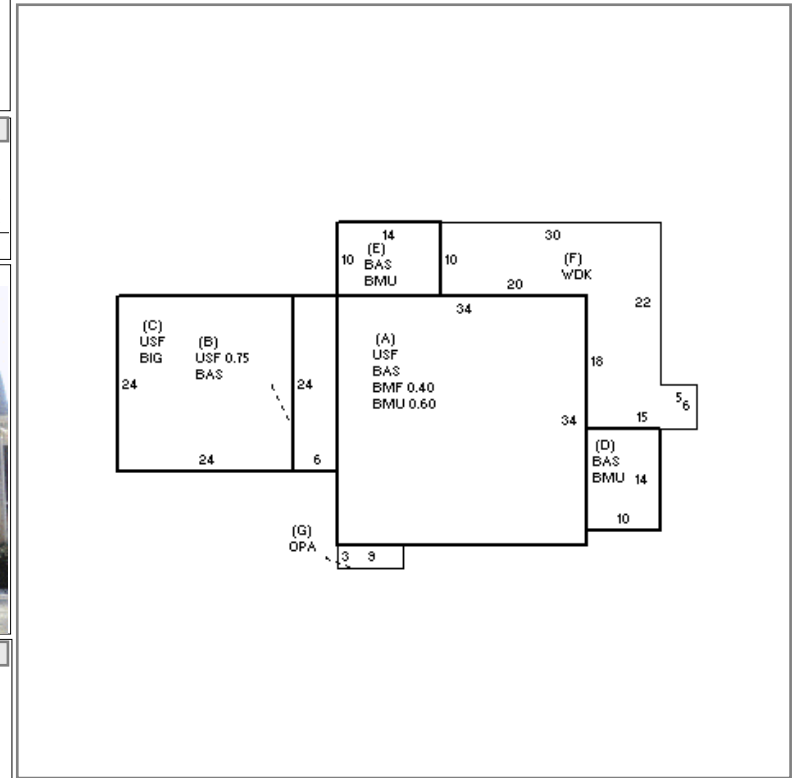 14
30
(E)
10
BAS
BMU
10
(F)
WDK
20
22
34
(C)
USF
BIG
(B)
USF 0.75
BAS
24
24
24
6
(A)
USF
BAS
BMF 0.40
BMU 0.60
18
34
5
6
15
(D)
BAS
BMU
14
10
(G)
OPA
3
9